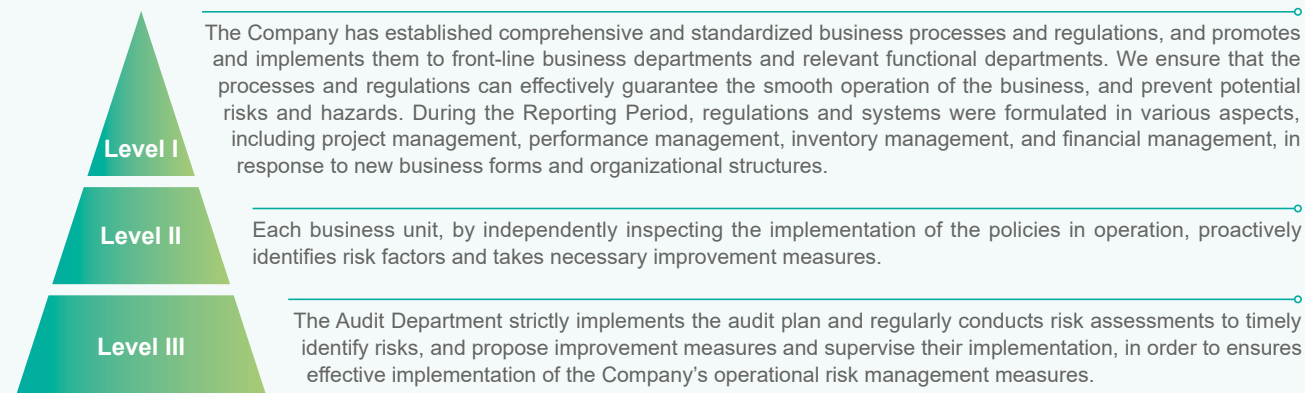 Level I
The Company has established comprehensive and standardized business processes and regulations, and promotes
and implements them to front-line business departments and relevant functional departments. We ensure that the
processes and regulations can effectively guarantee the smooth operation of the business, and prevent potential
risks and hazards. During the Reporting Period, regulations and systems were formulated in various aspects,
including project management, performance management, inventory management, and financial management, in
response to new business forms and organizational structures.
Level II
Each business unit, by independently inspecting the implementation of the policies in operation, proactively
identifies risk factors and takes necessary improvement measures.
Level III
The Audit Department strictly implements the audit plan and regularly conducts risk assessments to timely
identify risks, and propose improvement measures and supervise their implementation, in order to ensures
effective implementation of the Company’s operational risk management measures.